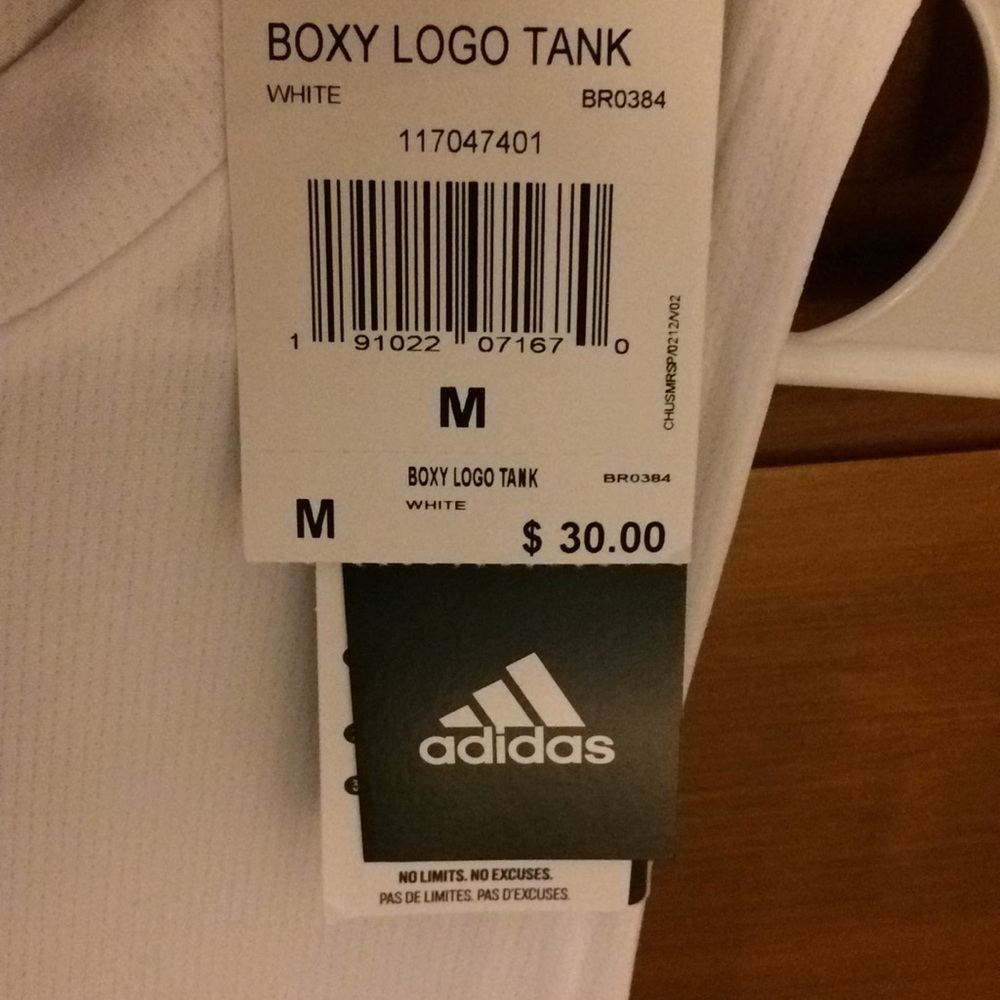 BOXY LOGO TANK
WHITE BR0384
117047401
1 91022 07167 0
CHUSMRSP/0212/V02
M
BOXY LOGO TANK BR0384
M WHITE
$ 30.00
adidas
3
NO LIMITS. NO EXCUSES.
PAS DE LIMITES. PAS D'EXCUSES.